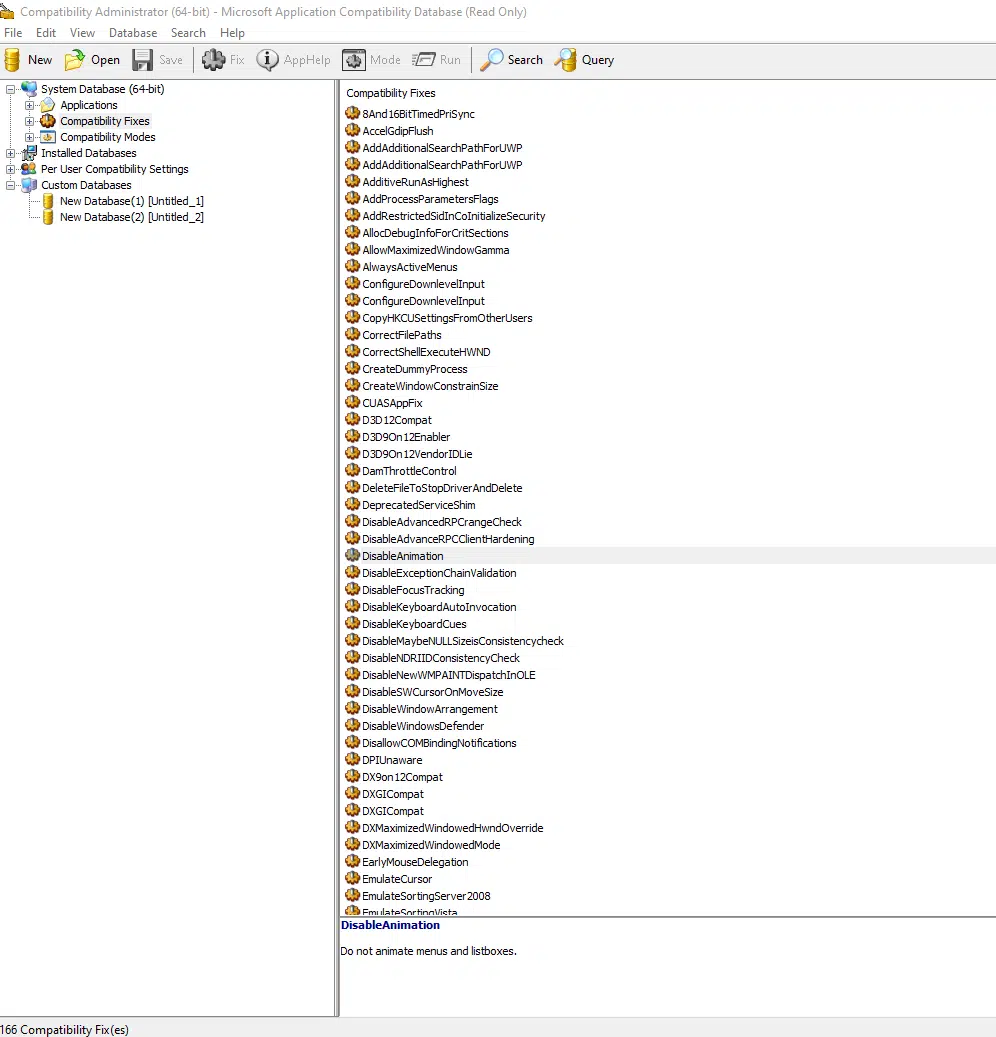 Compatibility Administrator (64-bit) - Microsoft Application Compatibility Database (Read Only)
File Edit View Database Search Help
New Open Save Fix AppHelp Mode Run Search Query
System Database (64-bit)
Applications
Compatibility Fixes
Compatibility Modes
Installed Databases
Per User Compatibility Settings
Custom Databases
New Database(1) [Untitled_1]
New Database(2) [Untitled_2]
Compatibility Fixes
8And16BitTimedPriSync
AccelGdipFlush
AddAdditionalSearchPathForUWP
AddAdditionalSearchPathForUWP
AdditiveRunAsHighest
AddProcessParametersFlags
AddRestrictedSidInCoInitializeSecurity
AllocDebugInfoForCritSections
AllowMaximizedWindowGamma
AlwaysActiveMenus
ConfigureDownlevelInput
ConfigureDownlevelInput
CopyHKCUSettingsFromOtherUsers
CorrectFilePaths
CorrectShellExecuteHWND
CreateDummyProcess
CreateWindowConstrainSize
CUASAppFix
D3D12Compat
D3D9On12Enabler
D3D9On12VendorIDLie
DamThrottleControl
DeleteFileToStopDriverAndDelete
DeprecatedServiceShim
DisableAdvancedRPCrangeCheck
DisableAdvanceRPCClientHardening
DisableAnimation
DisableExceptionChainValidation
DisableFocusTracking
DisableKeyboardAutoInvocation
DisableKeyboardCues
DisableMaybeNULLSizeisConsistencycheck
DisableNDRIIDConsistencyCheck
DisableNewWMPAINTDispatchInOLE
DisableSWCursorOnMoveSize
DisableWindowArrangement
DisableWindowsDefender
DisallowCOMBindingNotifications
DPIUnaware
DX9on12Compat
DXGICompat
DXGICompat
DXMaximizedWindowedHwndOverride
DXMaximizedWindowedMode
EarlyMouseDelegation
EmulateCursor
EmulateSortingServer2008
EmulateSortingVista
DisableAnimation
Do not animate menus and listboxes.
166 Compatibility Fix(es)